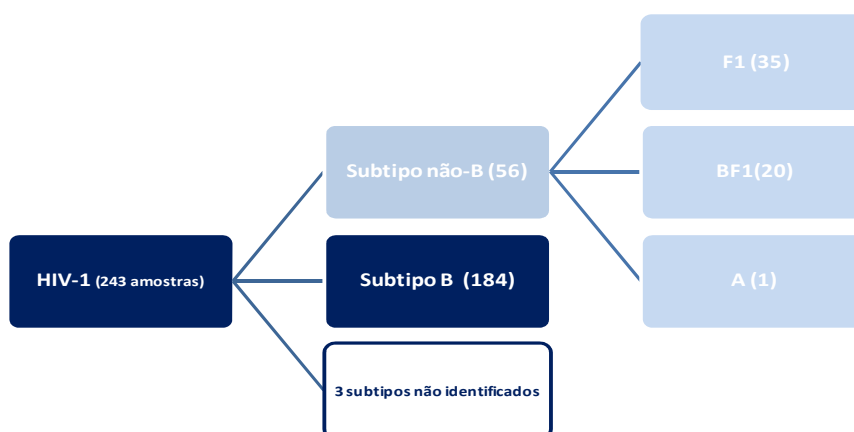 F1 (35)
Subtipo não-B (56)
BF1(20)
HIV-1 (243 amostras)
Subtipo B (184)
A (1)
3 subtipos não identificados